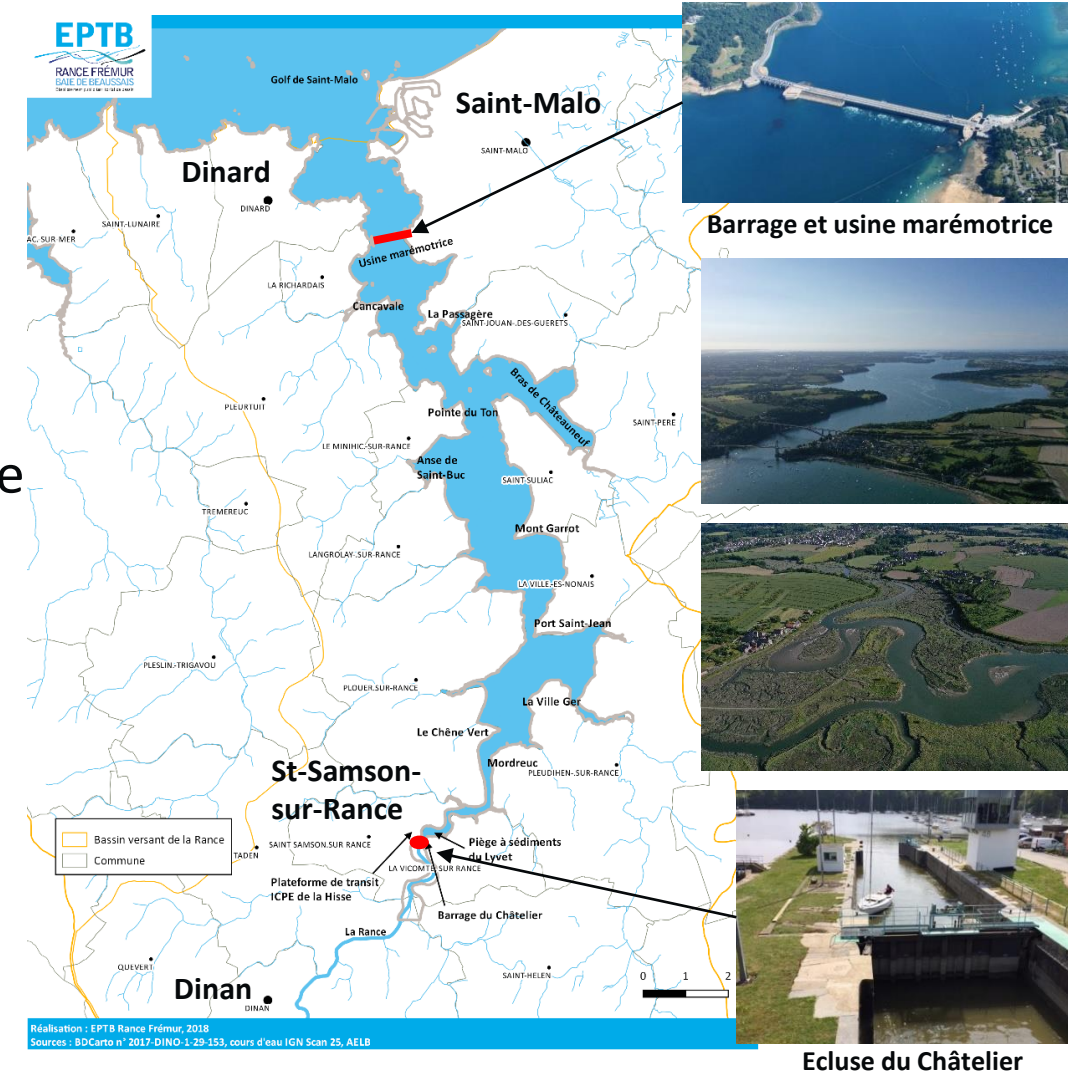 EPTB
RANCE FRÉMUR
BAIE DE BEAUSSAIS
Golf de Saint-Malo
Saint-Malo
SAINT-MALO
Dinard
DINARD
SAINT-LUNAIRE
AC. SUR-MER
Usine marémotrice
Barrage et usine marémotrice
LA RICHARDAIS
Cancavale
La Passagère
SAINT-JOUAN-.DES-GUERETS
Bras de Châteauneuf
PLEURTUIT
Pointe du Ton
SAINT-PERE
LE MINIHIC.-SUR-RANCE
Anse de
Saint-Buc
SAINT-SULIAC
e
TREMEREUC
Mont Garrot
LANGROLAY-.SUR-RANCE
LA VILLE-.ES-NONAIS
Port Saint-Jean
PLESLIN.-TRIGAVOU
PLOUER.SUR-RANCE
La Ville Ger
Le Chêne Vert
Mordreuc
PLEUDIHEN-.SUR-RANCE
St-Samson-
sur-Rance
Bassin versant de la Rance
Commune
TADEN
SAINT SAMSON.SUR RANCE
Piège à sédiments
du Lyvet
LA VICOMTE-SUR RANCE
Plateforme de transit
ICPE de la Hisse
Barrage du Châtelier
La Rance
QUEVERT
SAINT-HELEN
0 1 2
Dinan
DINAN
Réalisation : EPTB Rance Frémur, 2018
Sources : BDCarto n° 2017-DINO-1-29-153, cours d'eau IGN Scan 25, AELB
Ecluse du Châtelier